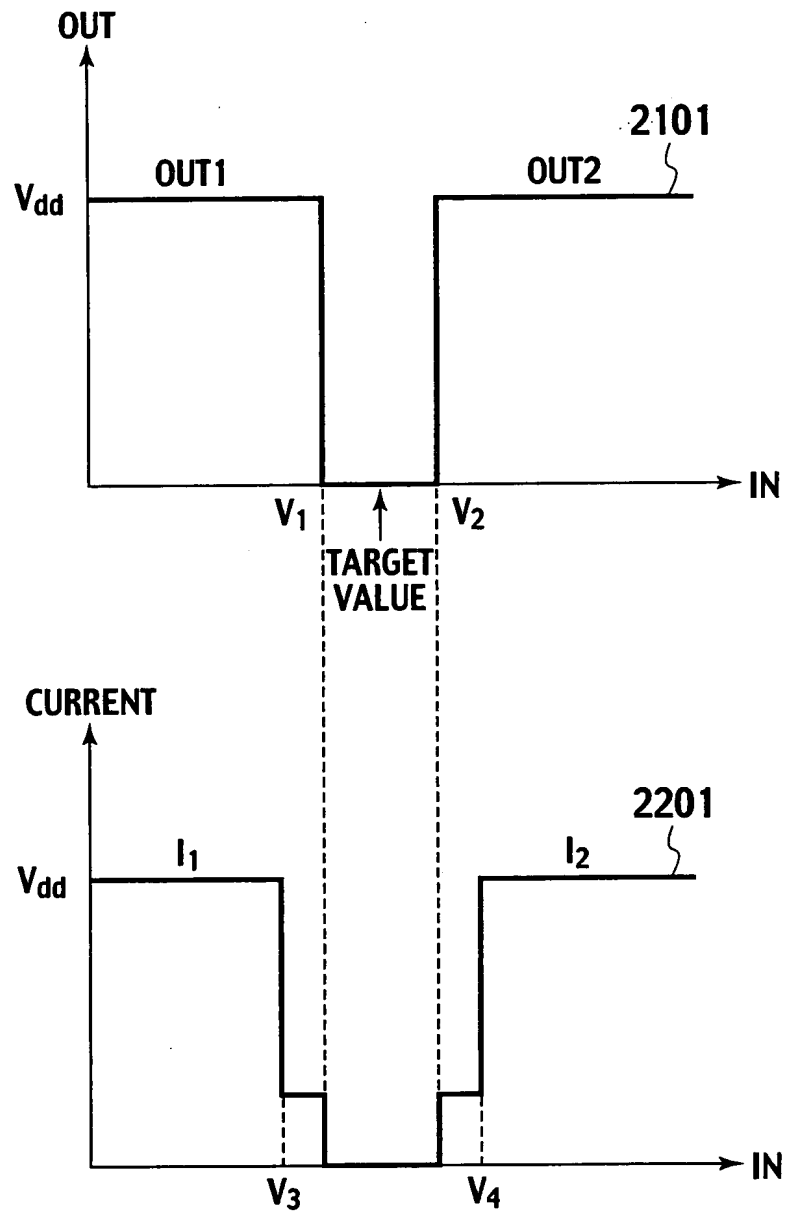 OUT
2101
OUT1
OUT2
Vdd
IN
V1
V2
TARGET
VALUE
CURRENT
2201
I1
I2
Vdd
IN
V3
V4